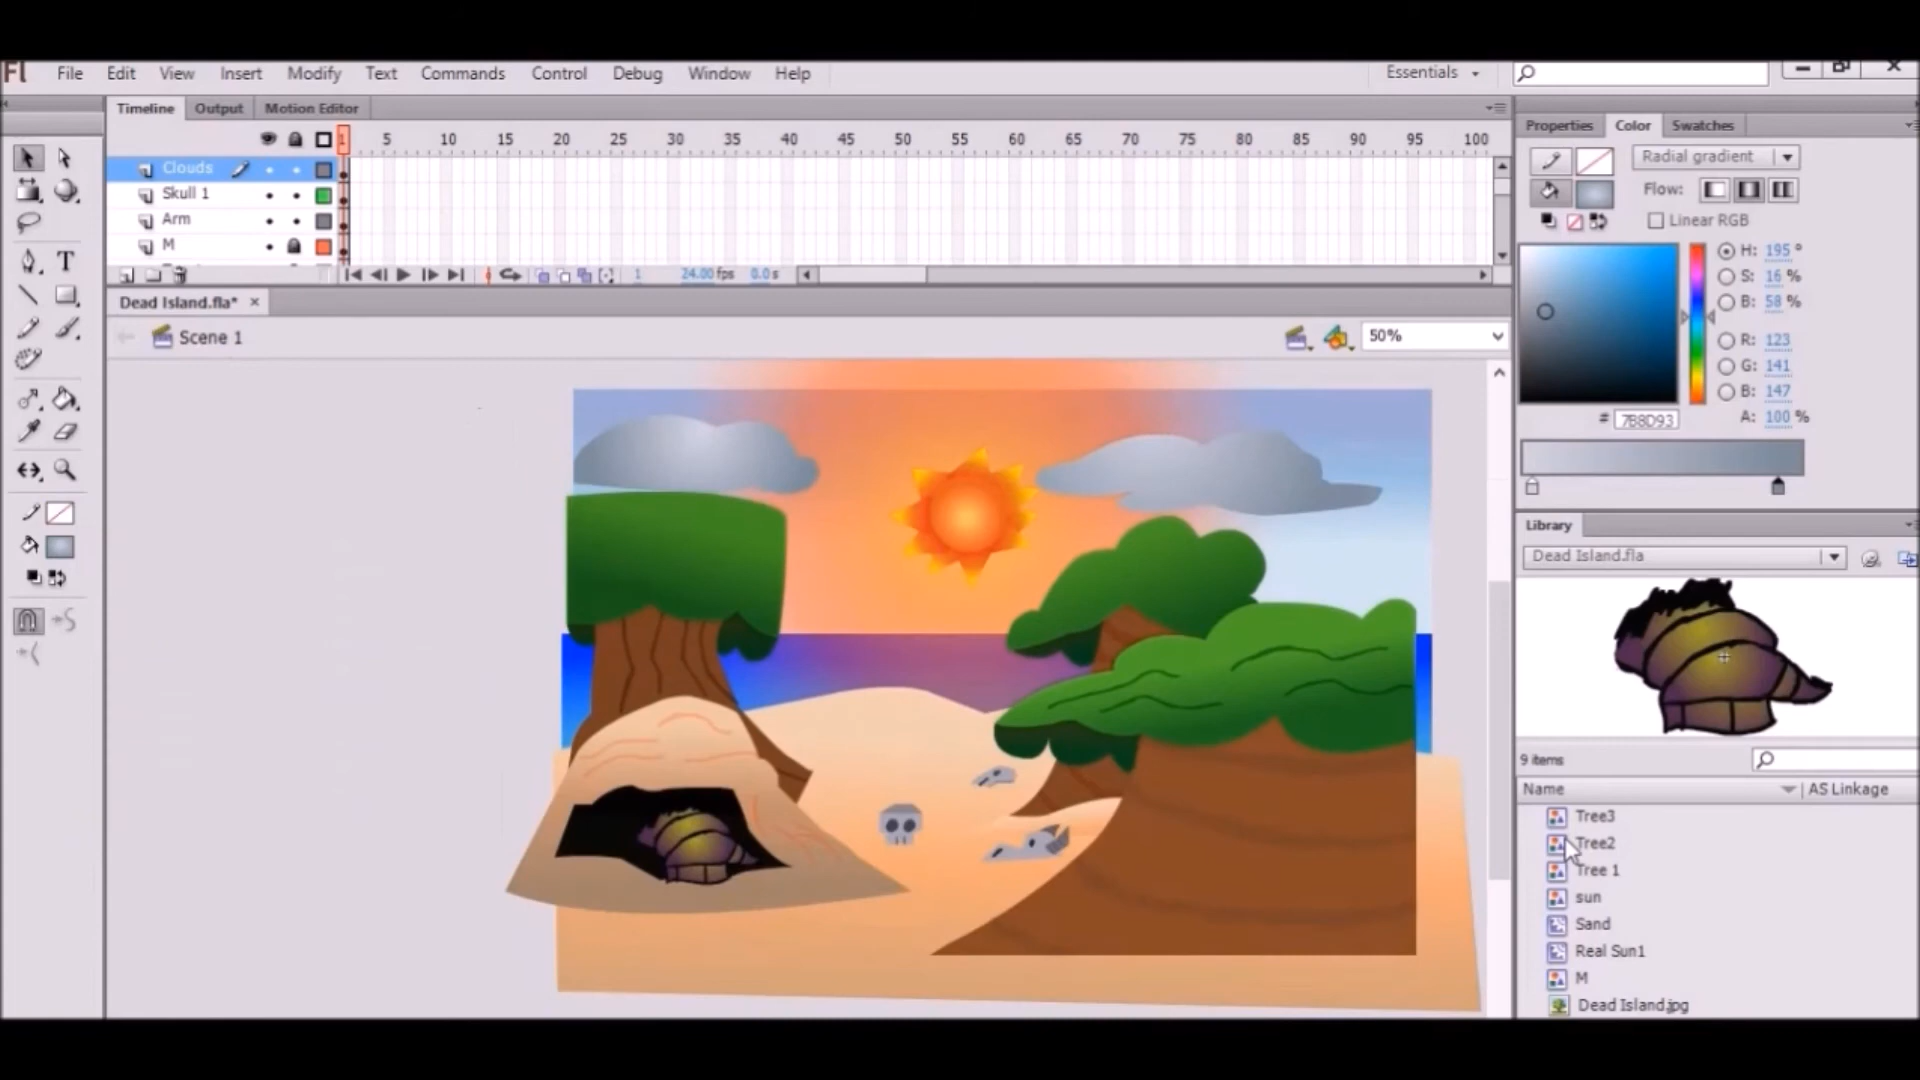 Fl File Edit View Insert Modify Text Commands Control Debug Window Help Essentials
Timeline Output Motion Editor
1 5 10 15 20 25 30 35 40 45 50 55 60 65 70 75 80 85 90 95 100
Clouds
Skull 1
Arm
M
1 24.00 fps 0.0 s
Dead Island.fla*
Scene 1
50%
T
Properties Color Swatches
Radial gradient
Flow:
Linear RGB
H: 195 °
S: 16 %
B: 58 %
R: 123
G: 141
B: 147
# 7B8D93 A: 100 %
Library
Dead Island.fla
9 items
Name AS Linkage
Tree3
Tree2
Tree 1
sun
Sand
Real Sun1
M
Dead Island.jpg